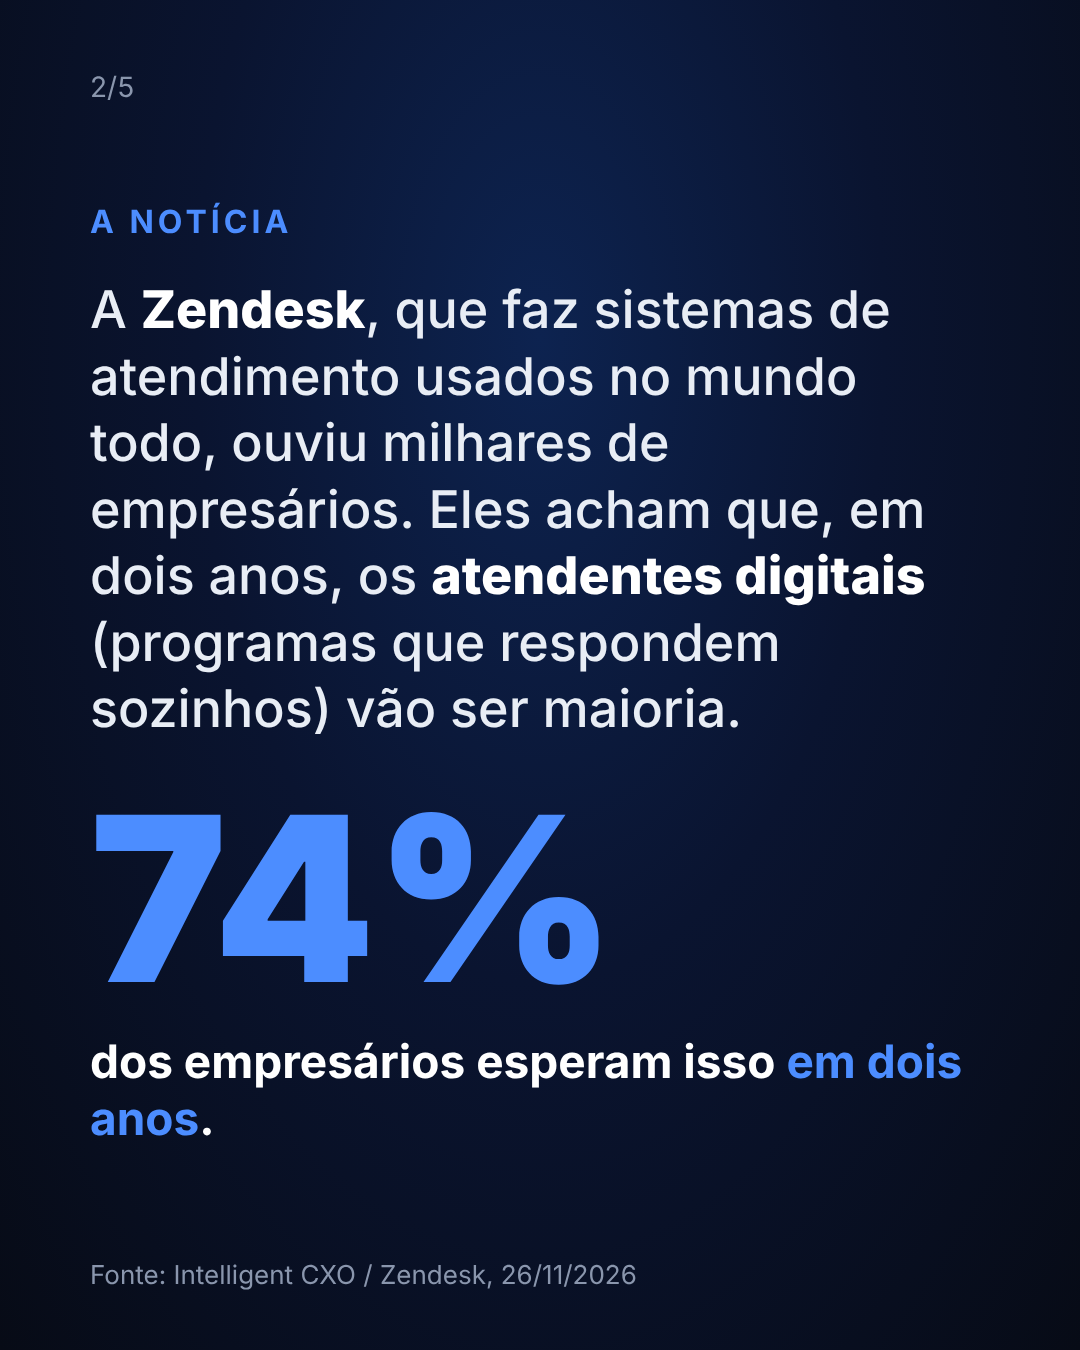 2/5
A NOTÍCIA
A Zendesk, que faz sistemas de
atendimento usados no mundo
todo, ouviu milhares de
empresários. Eles acham que, em
dois anos, os atendentes digitais
(programas que respondem
sozinhos) vão ser maioria.
74%
dos empresários esperam isso em dois
anos.
Fonte: Intelligent CXO / Zendesk, 26/11/2026